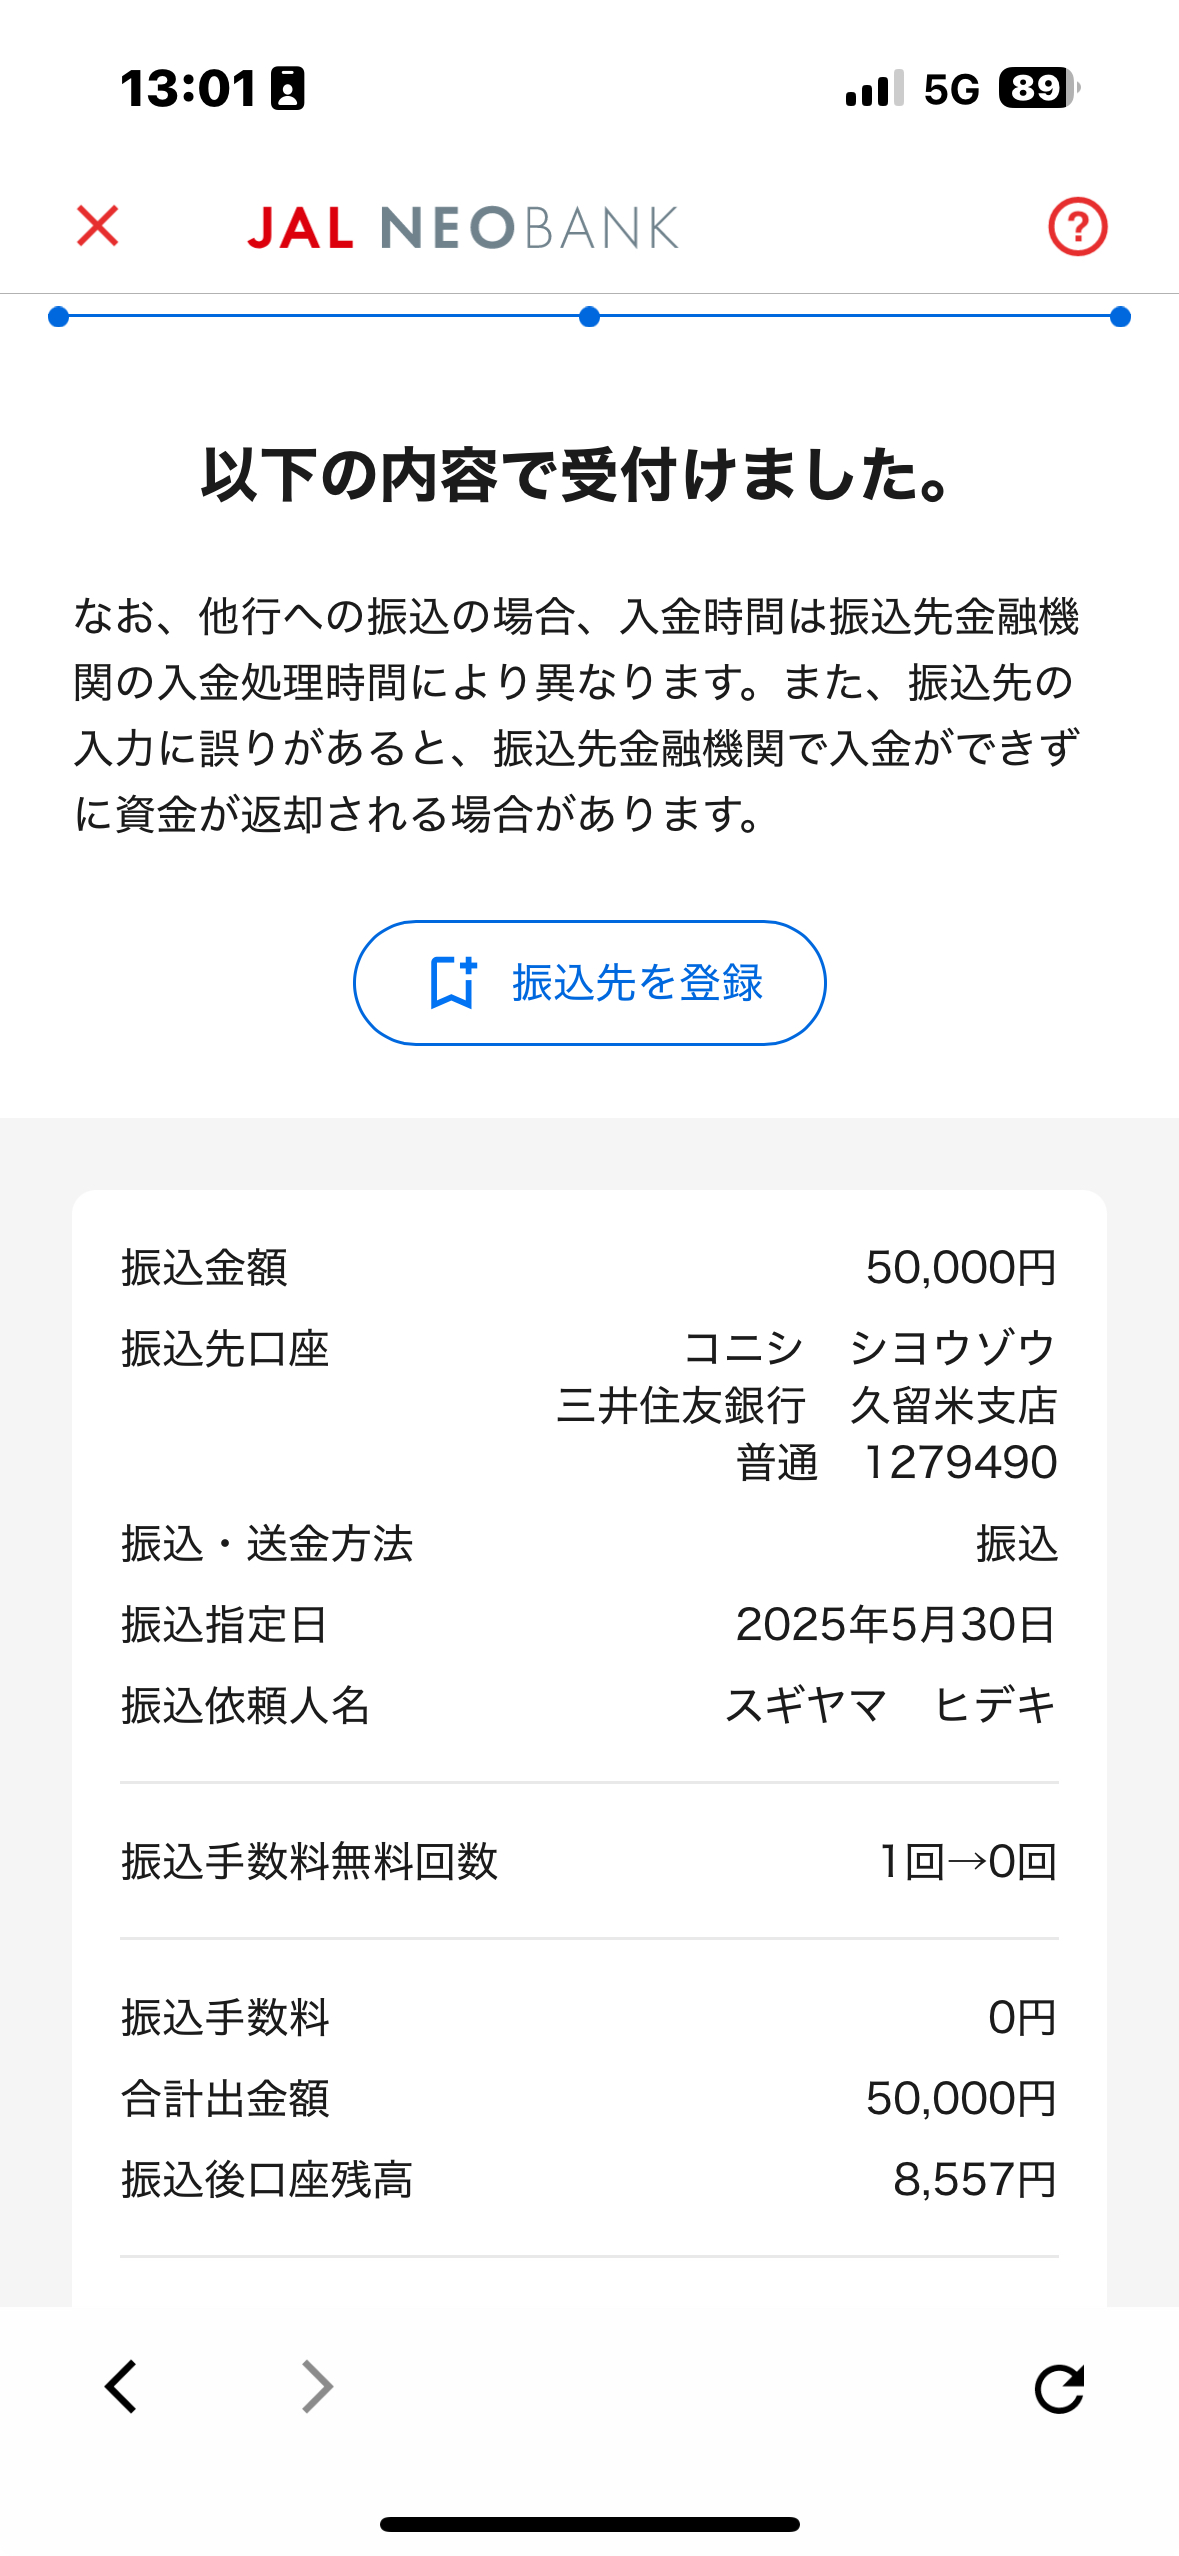 13:01
5G 89
JAL NEOBANK
以下の内容で受付けました。
なお、他行への振込の場合、入金時間は振込先金融機
関の入金処理時間により異なります。また、振込先の
入力に誤りがあると、振込先金融機関で入金ができず
に資金が返却される場合があります。
振込先を登録
振込金額 50,000円
振込先口座 コニシ　シヨウゾウ
三井住友銀行　久留米支店
普通　1279490
振込・送金方法 振込
振込指定日 2025年5月30日
振込依頼人名 スギヤマ　ヒデキ
振込手数料無料回数 1回→0回
振込手数料 0円
合計出金額 50,000円
振込後口座残高 8,557円